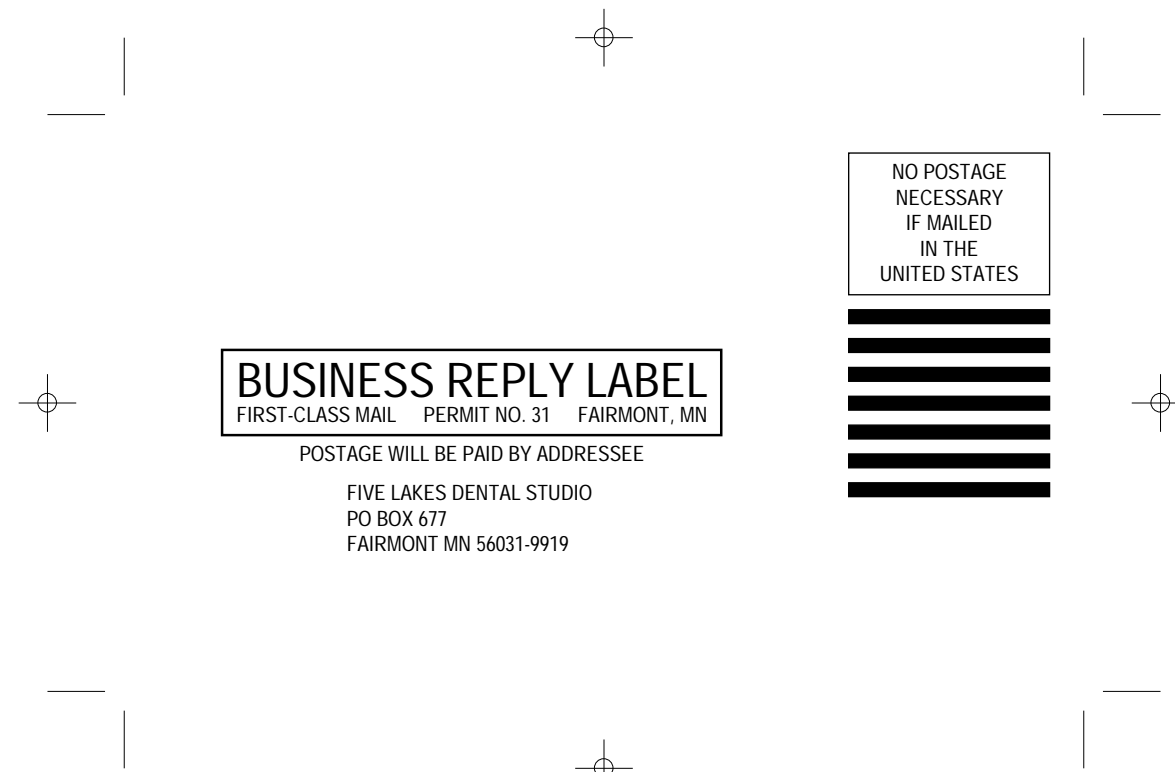 NO POSTAGE
NECESSARY
IF MAILED
IN THE
UNITED STATES
BUSINESS REPLY LABEL
FIRST-CLASS MAIL PERMIT NO. 31 FAIRMONT, MN
POSTAGE WILL BE PAID BY ADDRESSEE
FIVE LAKES DENTAL STUDIO
PO BOX 677
FAIRMONT MN 56031-9919